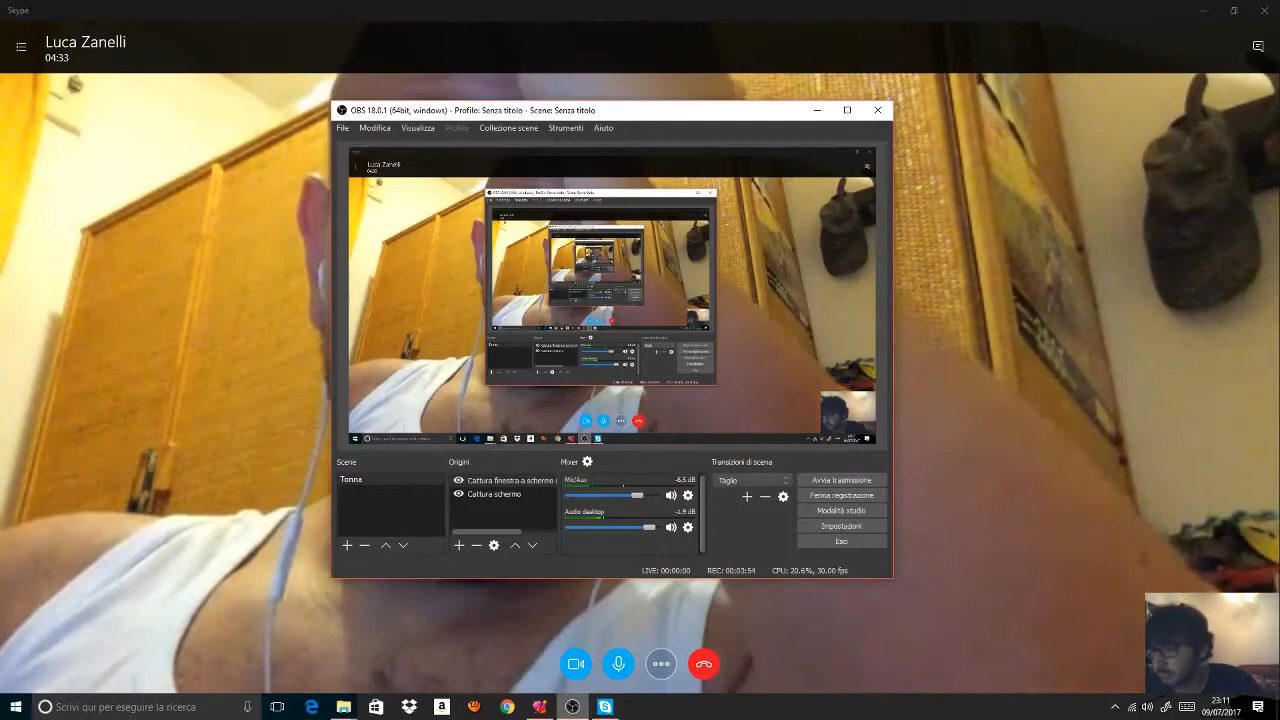 Skype
Luca Zanelli
04:33
OBS 18.0.1 (64bit, windows) - Profilo: Senza titolo - Scene: Senza titolo
File Modifica Visualizza Profilo Collezione scene Strumenti Aiuto
Luca Zanelli
Scene Origini Mixer Transizioni di scena
Tonna
Cattura finestra a schermo i
Cattura schermo
Mic/Aux -6.5 dB
Audio desktop -1.9 dB
Taglio
Avvia trasmissione
Ferma registrazione
Modalità studio
Impostazioni
Esci
LIVE: 00:00:00 REC: 00:03:54 CPU: 20.6%, 30.00 fps
Scrivi qui per eseguire la ricerca
23:11
09/07/2017